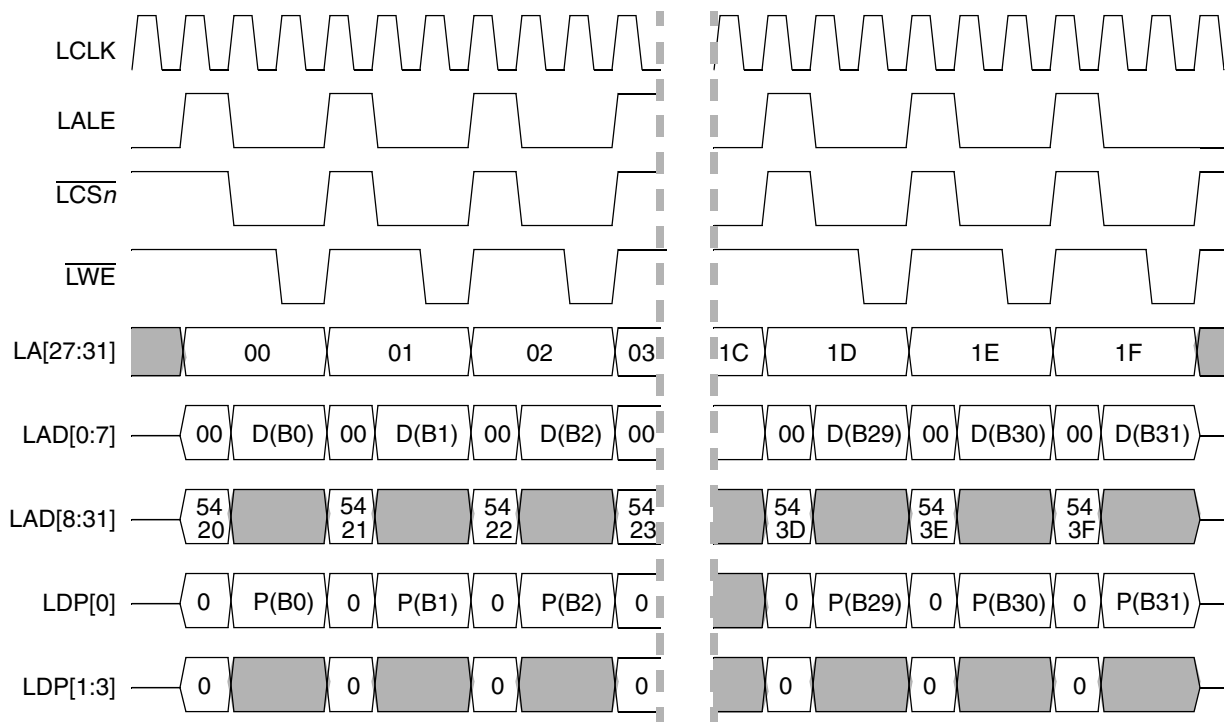 LCLK
LALE
LCSn
LWE
LA[27:31] 00 01 02 03 1C 1D 1E 1F
LAD[0:7] 00 D(B0) 00 D(B1) 00 D(B2) 00 00 D(B29) 00 D(B30) 00 D(B31)
LAD[8:31] 54 20 54 21 54 22 54 23 54 3D 54 3E 54 3F
LDP[0] 0 P(B0) 0 P(B1) 0 P(B2) 0 0 P(B29) 0 P(B30) 0 P(B31)
LDP[1:3] 0 0 0 0 0 0 0